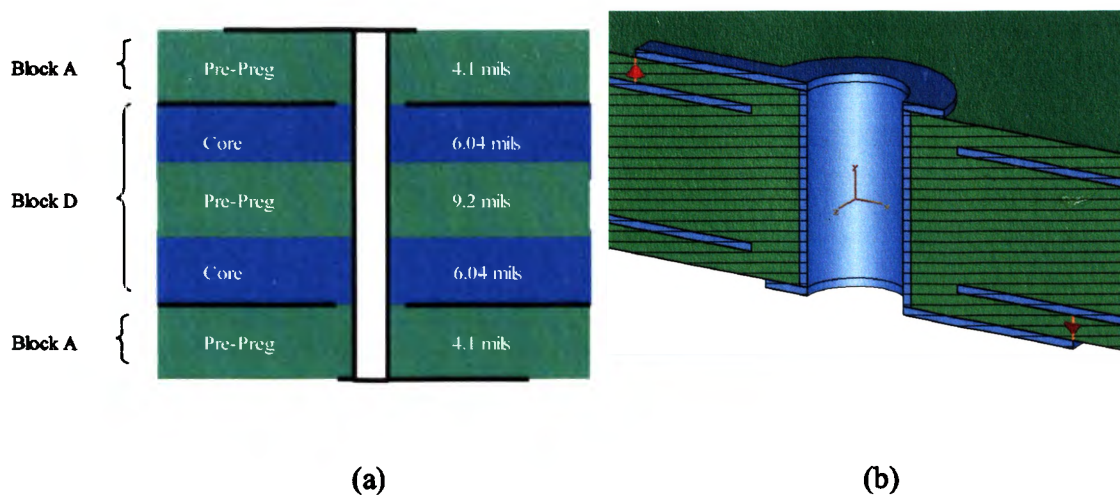 Block A
Pre-Preg 4.1 mils
Core 6.04 mils
Block D
Pre-Preg 9.2 mils
Core 6.04 mils
Block A
Pre-Preg 4.1 mils
(a) (b)